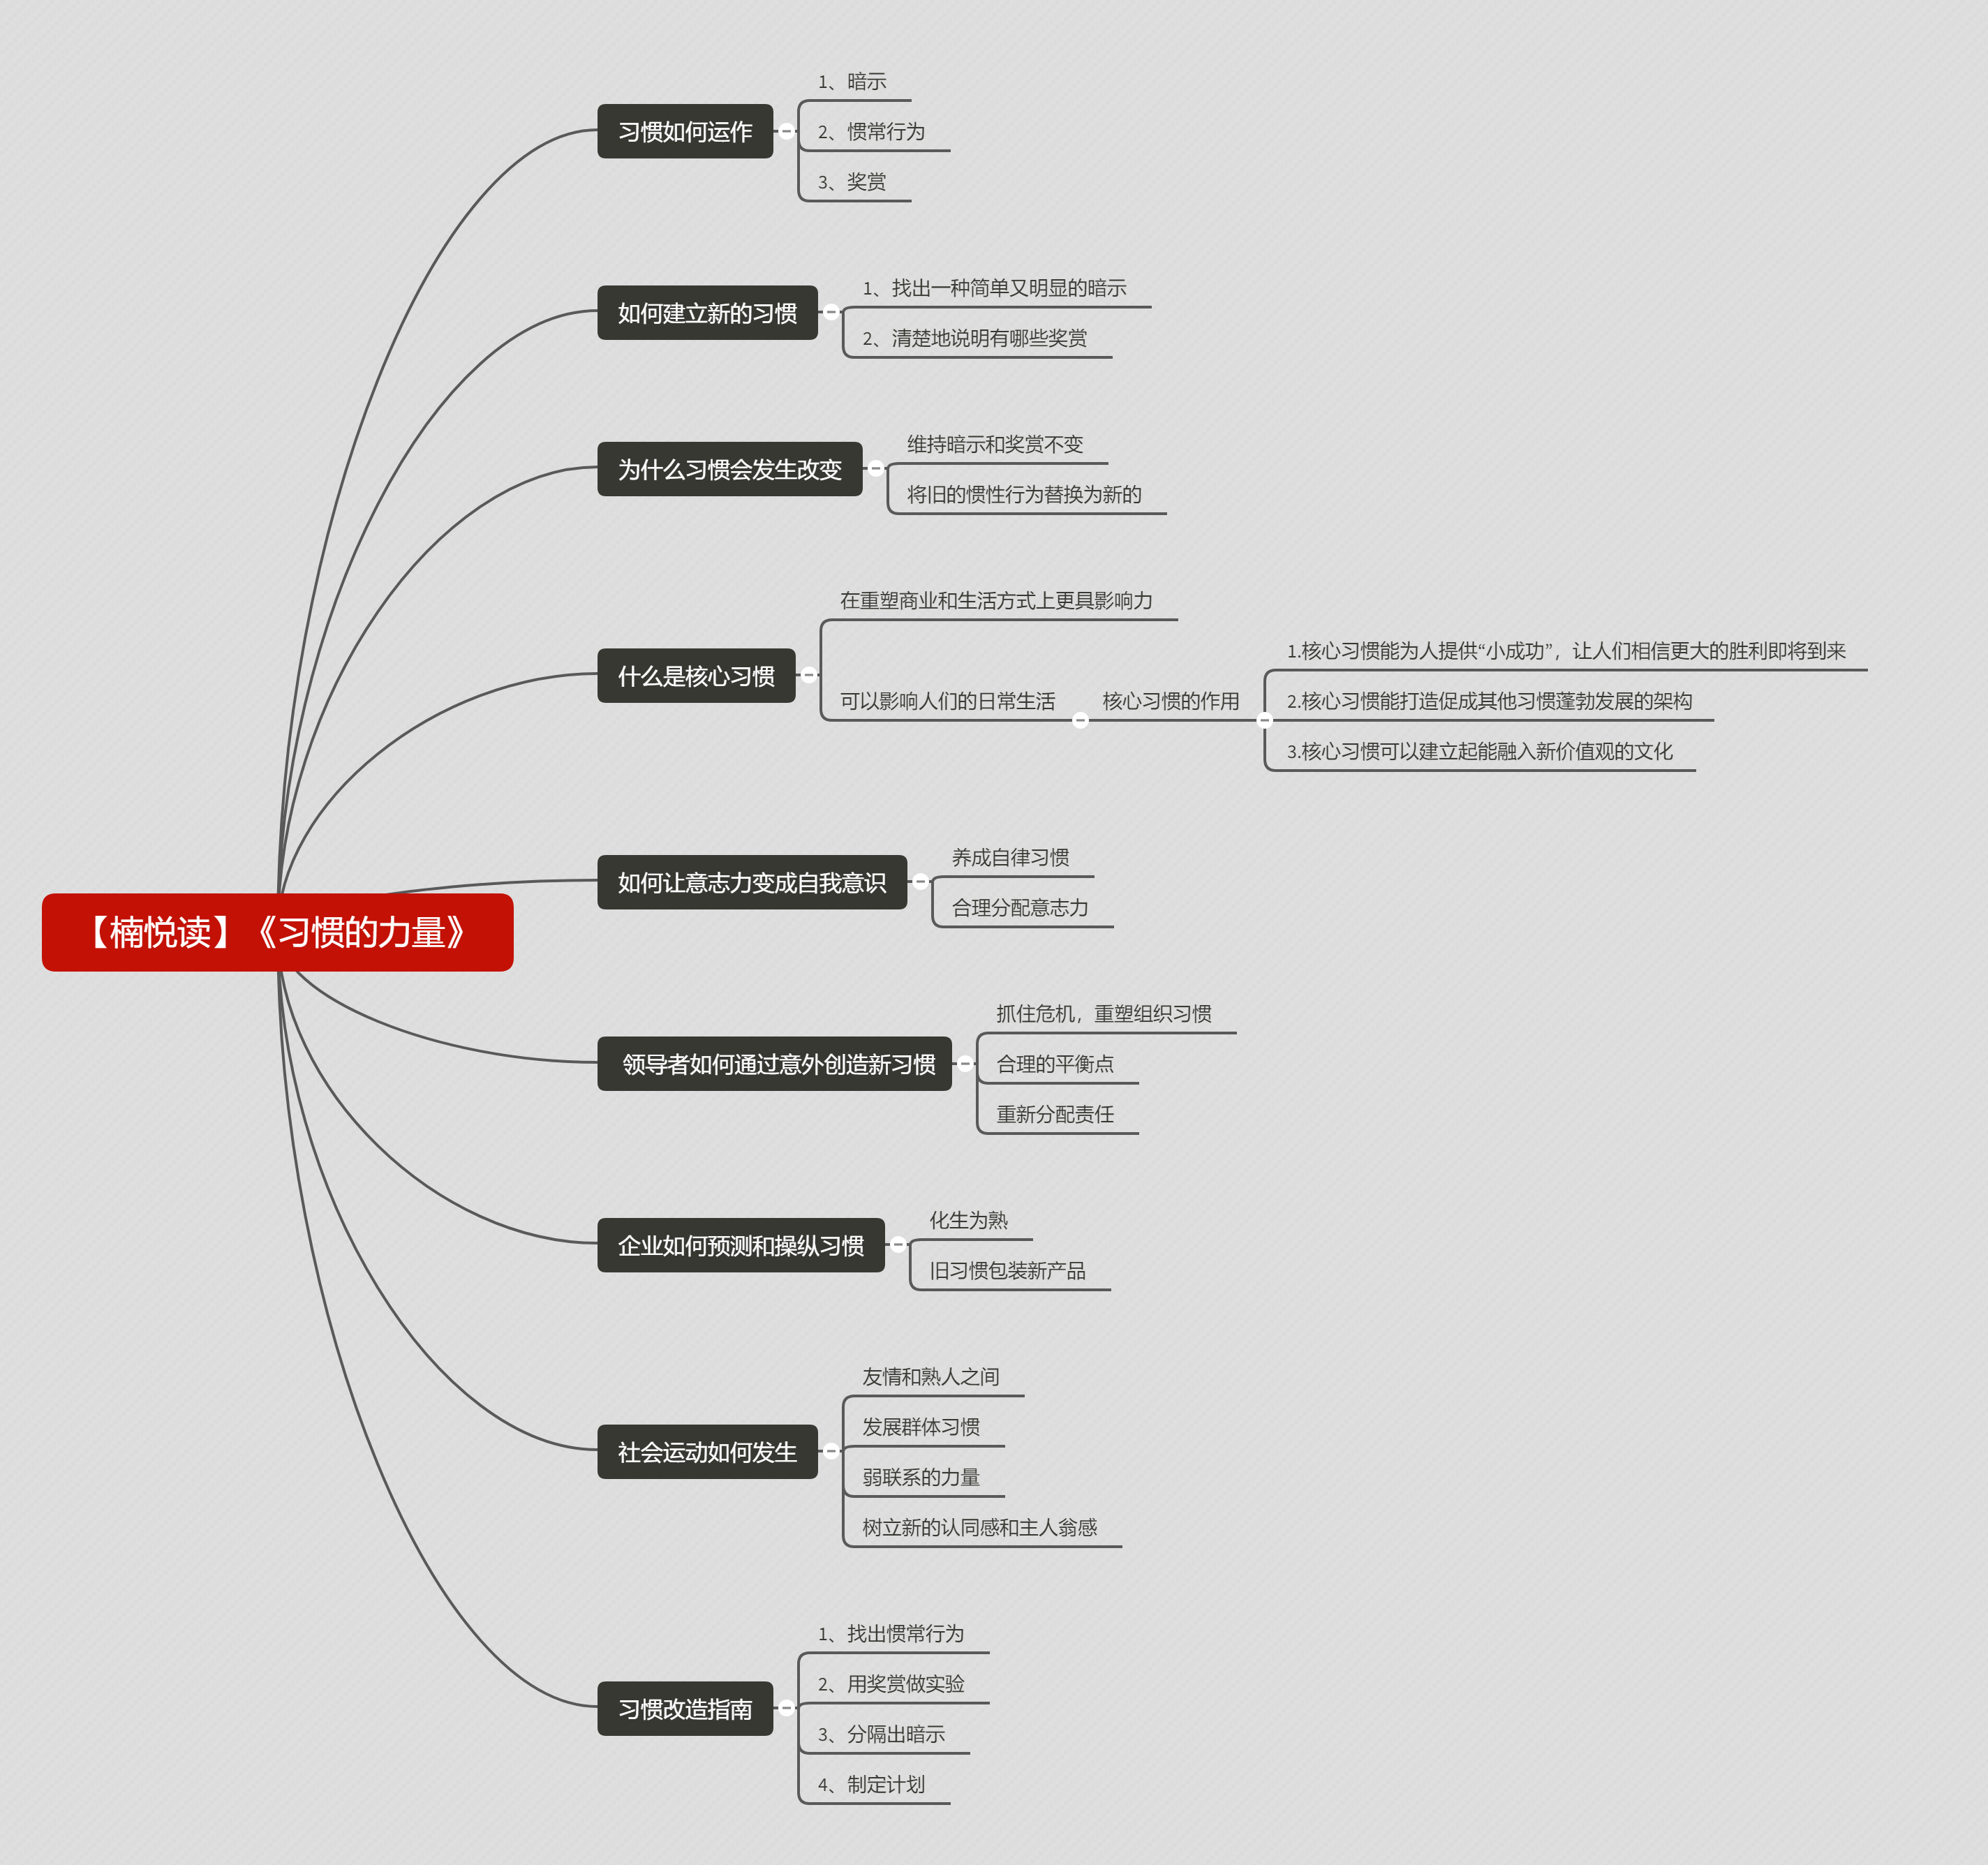 【楠悦读】《习惯的力量》
习惯如何运作
1、暗示
2、惯常行为
3、奖赏
如何建立新的习惯
1、找出一种简单又明显的暗示
2、清楚地说明有哪些奖赏
为什么习惯会发生改变
维持暗示和奖赏不变
将旧的惯性行为替换为新的
什么是核心习惯
在重塑商业和生活方式上更具影响力
可以影响人们的日常生活
核心习惯的作用
1.核心习惯能为人提供“小成功”，让人们相信更大的胜利即将到来
2.核心习惯能打造促成其他习惯蓬勃发展的架构
3.核心习惯可以建立起能融入新价值观的文化
如何让意志力变成自我意识
养成自律习惯
合理分配意志力
领导者如何通过意外创造新习惯
抓住危机，重塑组织习惯
合理的平衡点
重新分配责任
企业如何预测和操纵习惯
化生为熟
旧习惯包装新产品
社会运动如何发生
友情和熟人之间
发展群体习惯
弱联系的力量
树立新的认同感和主人翁感
习惯改造指南
1、找出惯常行为
2、用奖赏做实验
3、分隔出暗示
4、制定计划